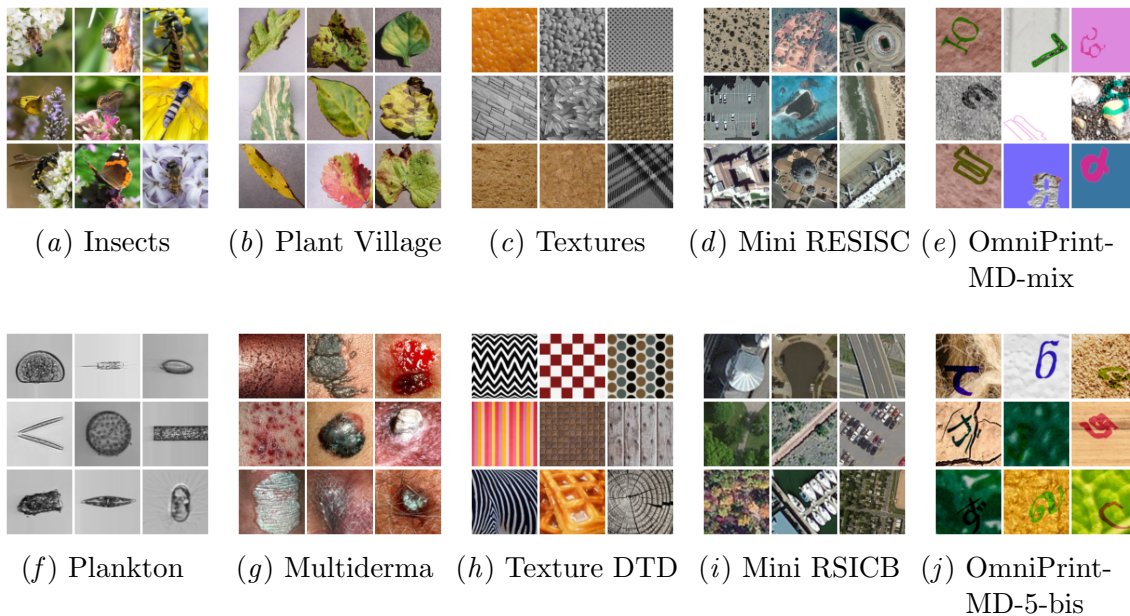 (a) Insects
(b) Plant Village
(c) Textures
(d) Mini RESISC
(e) OmniPrint-
MD-mix
(f) Plankton
(g) Multiderma
(h) Texture DTD
(i) Mini RSICB
(j) OmniPrint-
MD-5-bis